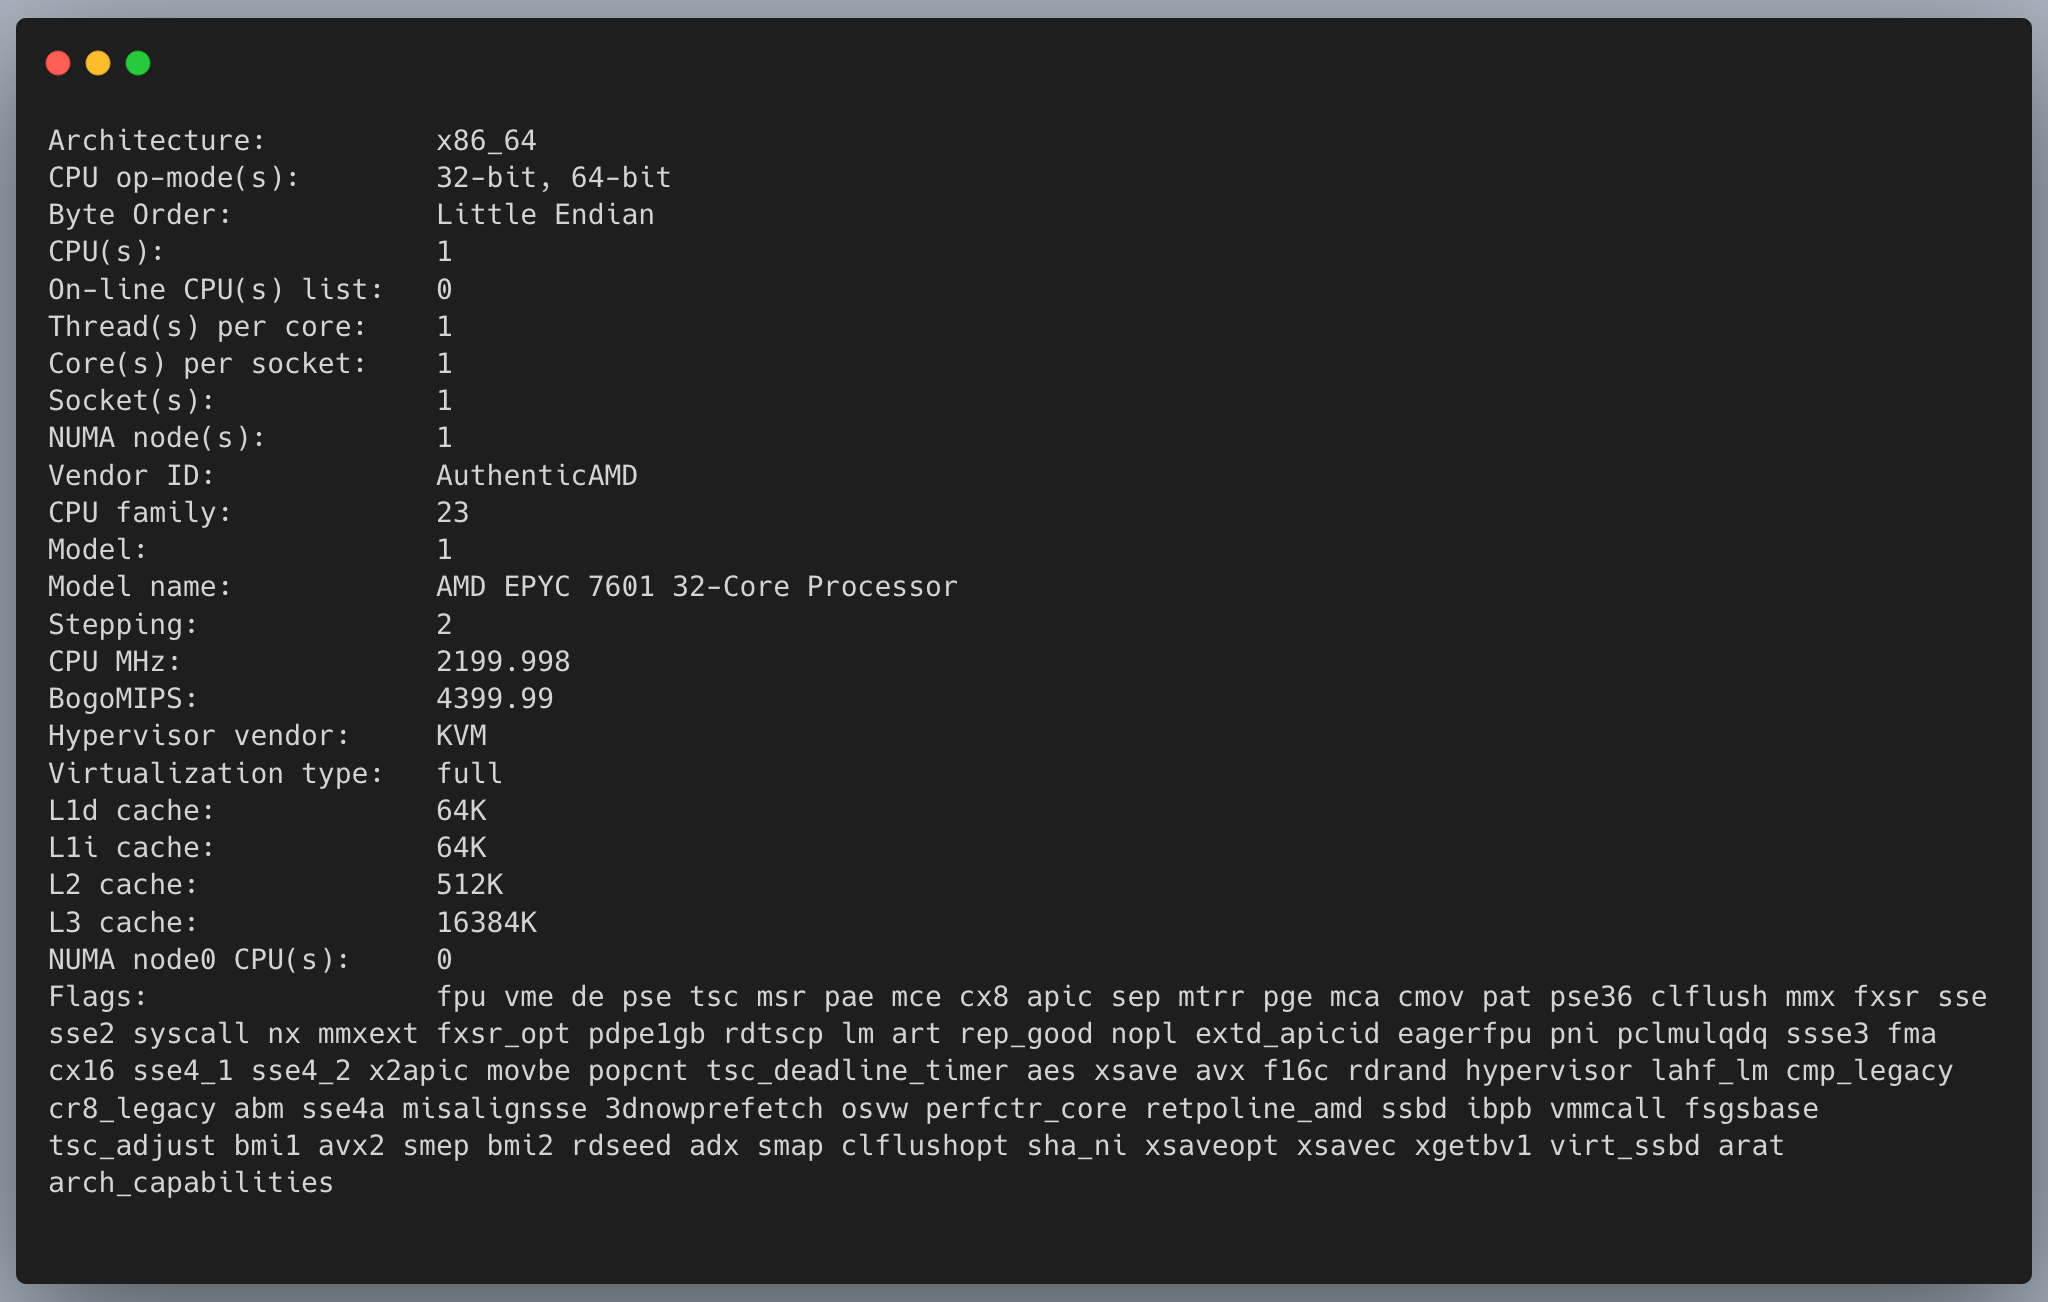 Architecture:          x86_64
CPU op-mode(s):        32-bit, 64-bit
Byte Order:            Little Endian
CPU(s):                1
On-line CPU(s) list:   0
Thread(s) per core:    1
Core(s) per socket:    1
Socket(s):             1
NUMA node(s):          1
Vendor ID:             AuthenticAMD
CPU family:            23
Model:                 1
Model name:            AMD EPYC 7601 32-Core Processor
Stepping:              2
CPU MHz:               2199.998
BogoMIPS:              4399.99
Hypervisor vendor:     KVM
Virtualization type:   full
L1d cache:             64K
L1i cache:             64K
L2 cache:              512K
L3 cache:              16384K
NUMA node0 CPU(s):     0
Flags:                 fpu vme de pse tsc msr pae mce cx8 apic sep mtrr pge mca cmov pat pse36 clflush mmx fxsr sse
sse2 syscall nx mmxext fxsr_opt pdpe1gb rdtscp lm art rep_good nopl extd_apicid eagerfpu pni pclmulqdq ssse3 fma
cx16 sse4_1 sse4_2 x2apic movbe popcnt tsc_deadline_timer aes xsave avx f16c rdrand hypervisor lahf_lm cmp_legacy
cr8_legacy abm sse4a misalignsse 3dnowprefetch osvw perfctr_core retpoline_amd ssbd ibpb vmmcall fsgsbase
tsc_adjust bmi1 avx2 smep bmi2 rdseed adx smap clflushopt sha_ni xsaveopt xsavec xgetbv1 virt_ssbd arat
arch_capabilities